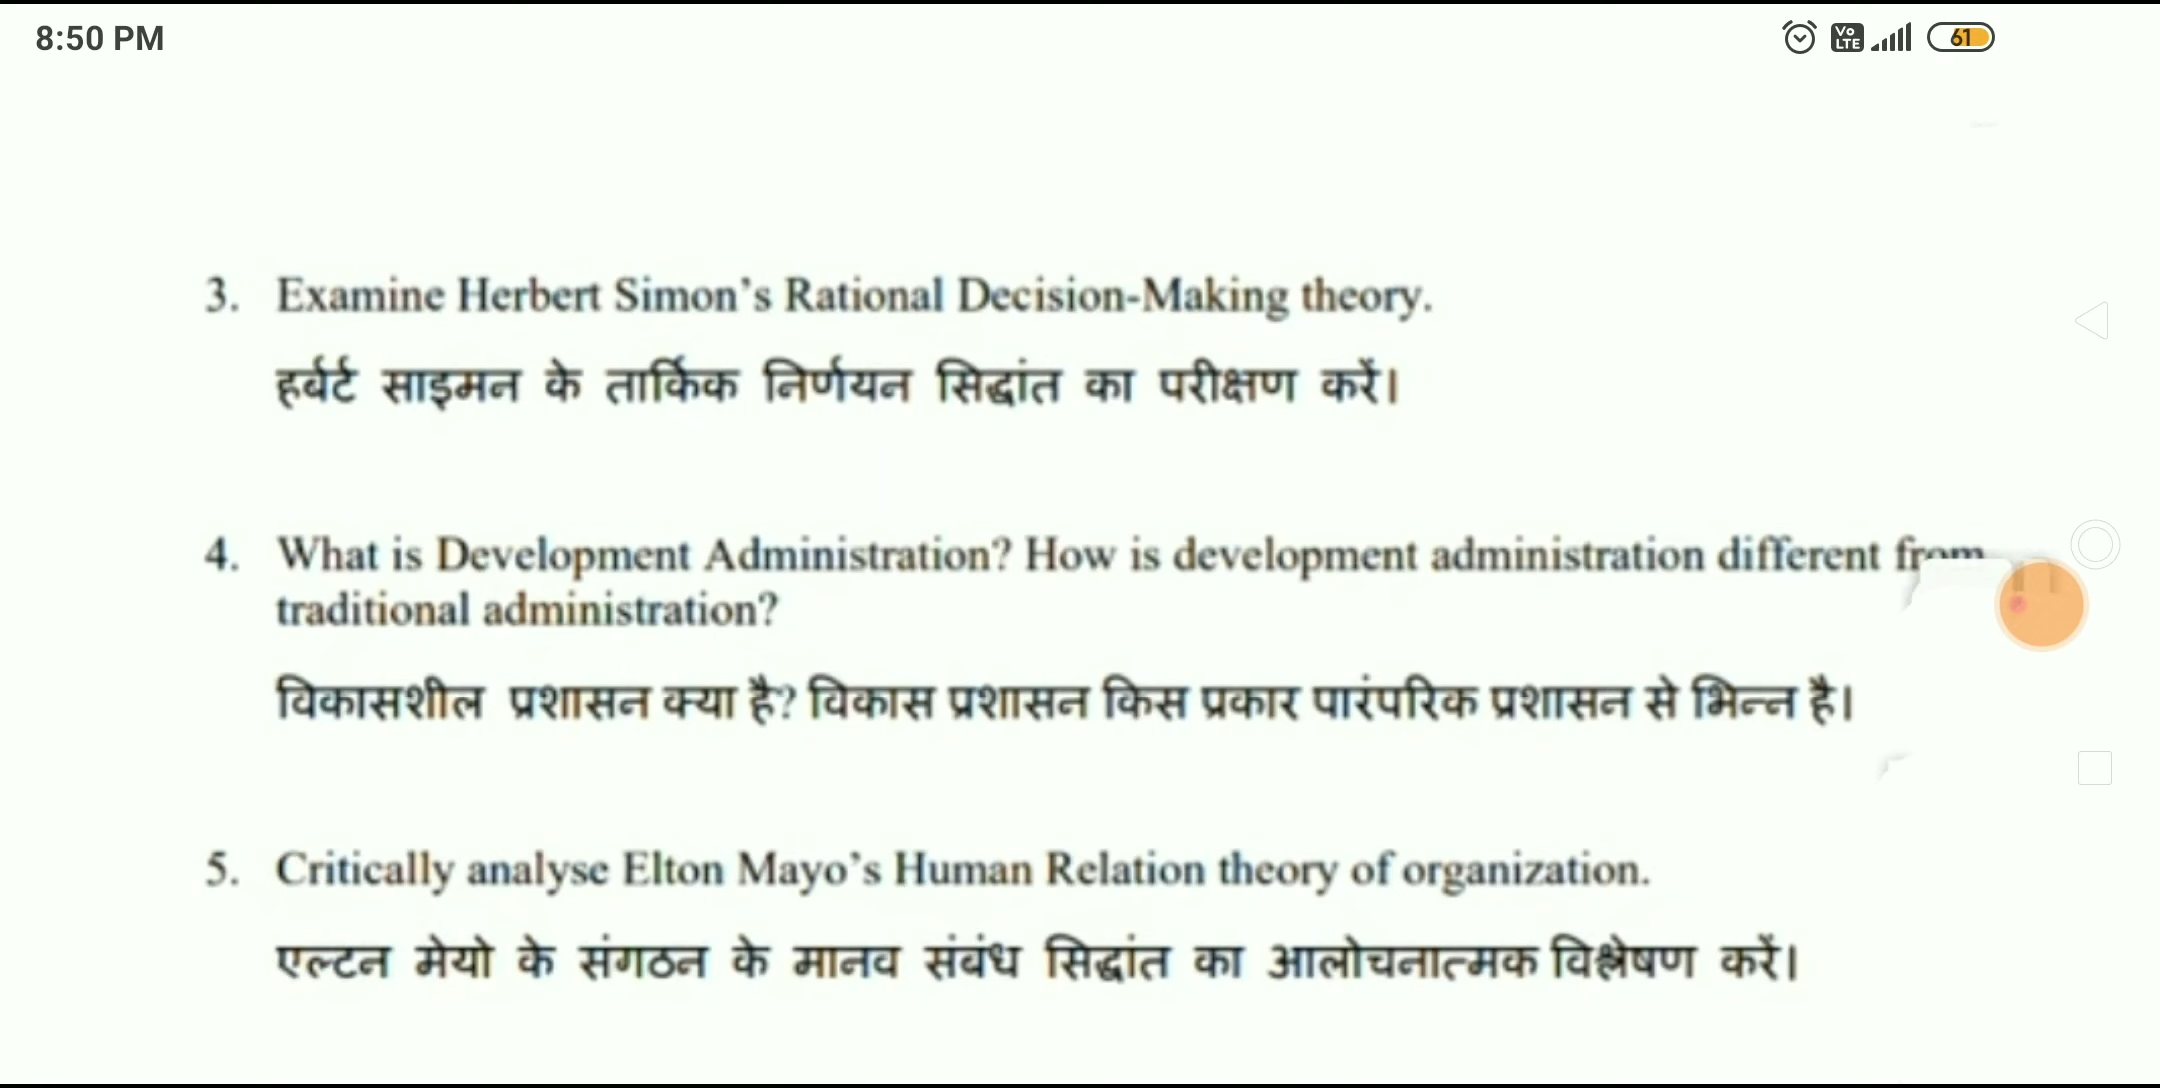 8:50 PM
Vo LTE
61
3. Examine Herbert Simon's Rational Decision-Making theory.
हर्बर्ट साइमन के तार्किक निर्णयन सिद्धांत का परीक्षण करें।
4. What is Development Administration? How is development administration different from
traditional administration?
विकासशील प्रशासन क्या है? विकास प्रशासन किस प्रकार पारंपरिक प्रशासन से भिन्न है।
5. Critically analyse Elton Mayo's Human Relation theory of organization.
एल्टन मेयो के संगठन के मानव संबंध सिद्धांत का आलोचनात्मक विश्लेषण करें।